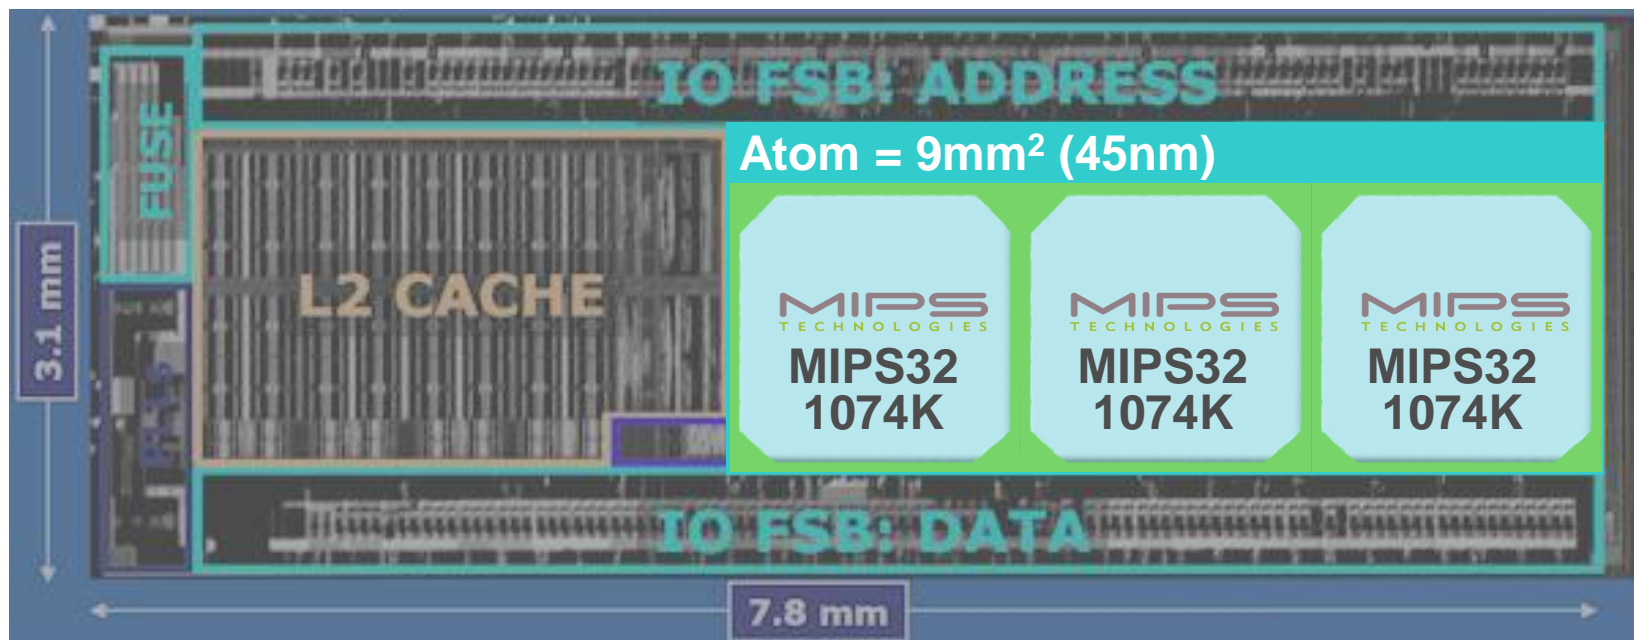 IO FSB: ADDRESS
FUSE
Atom = 9mm² (45nm)
L2 CACHE
3.1 mm
MIPS
TECHNOLOGIES
MIPS32
1074K
MIPS
TECHNOLOGIES
MIPS32
1074K
MIPS
TECHNOLOGIES
MIPS32
1074K
IO FSB: DATA
7.8 mm